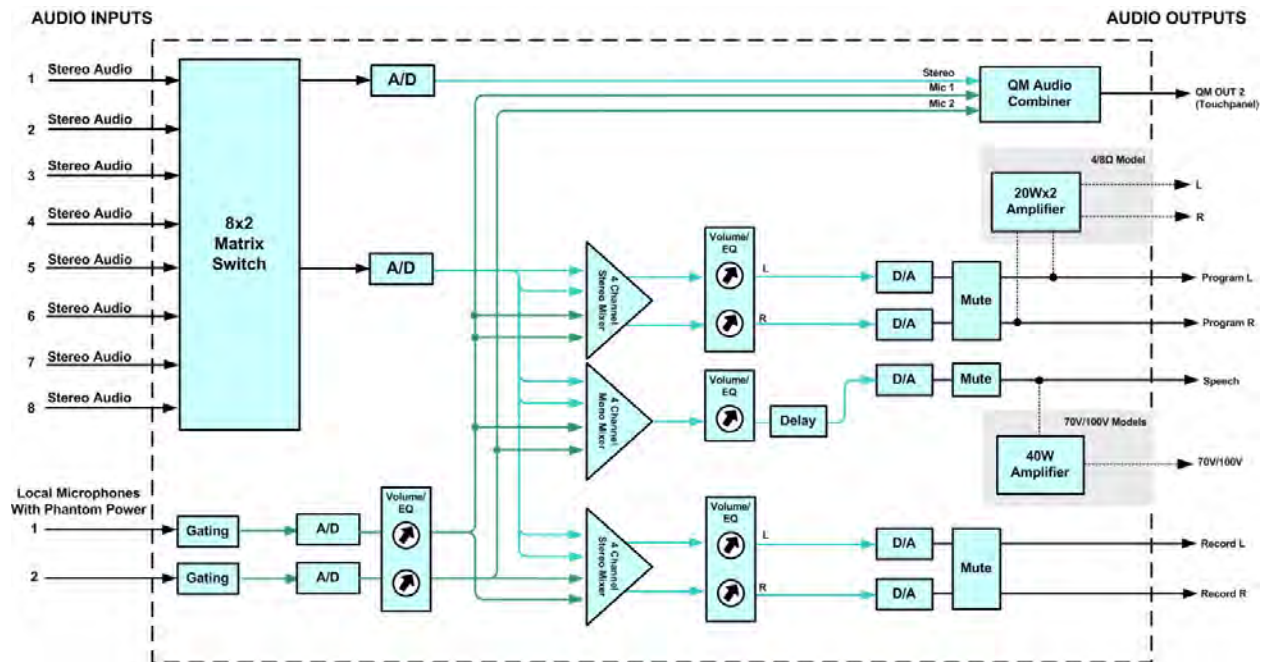 AUDIO INPUTS
AUDIO OUTPUTS
1
Stereo Audio
2
Stereo Audio
3
Stereo Audio
4
Stereo Audio
5
Stereo Audio
6
Stereo Audio
7
Stereo Audio
8
Stereo Audio
8x2
Matrix
Switch
A/D
A/D
Stereo
Mic 1
Mic 2
QM Audio
Combiner
QM OUT 2
(Touchpanel)
4/8Ω Model
20Wx2
Amplifier
L
R
4 Channel
Stereo Mixer
Volume/
EQ
L
R
D/A
D/A
Mute
Program L
Program R
4 Channel
Mono Mixer
Volume/
EQ
Delay
D/A
Mute
Speech
70V/100V Models
40W
Amplifier
70V/100V
Local Microphones
With Phantom Power
1
2
Gating
Gating
A/D
A/D
Volume/
EQ
4 Channel
Stereo Mixer
Volume/
EQ
L
R
D/A
D/A
Mute
Record L
Record R